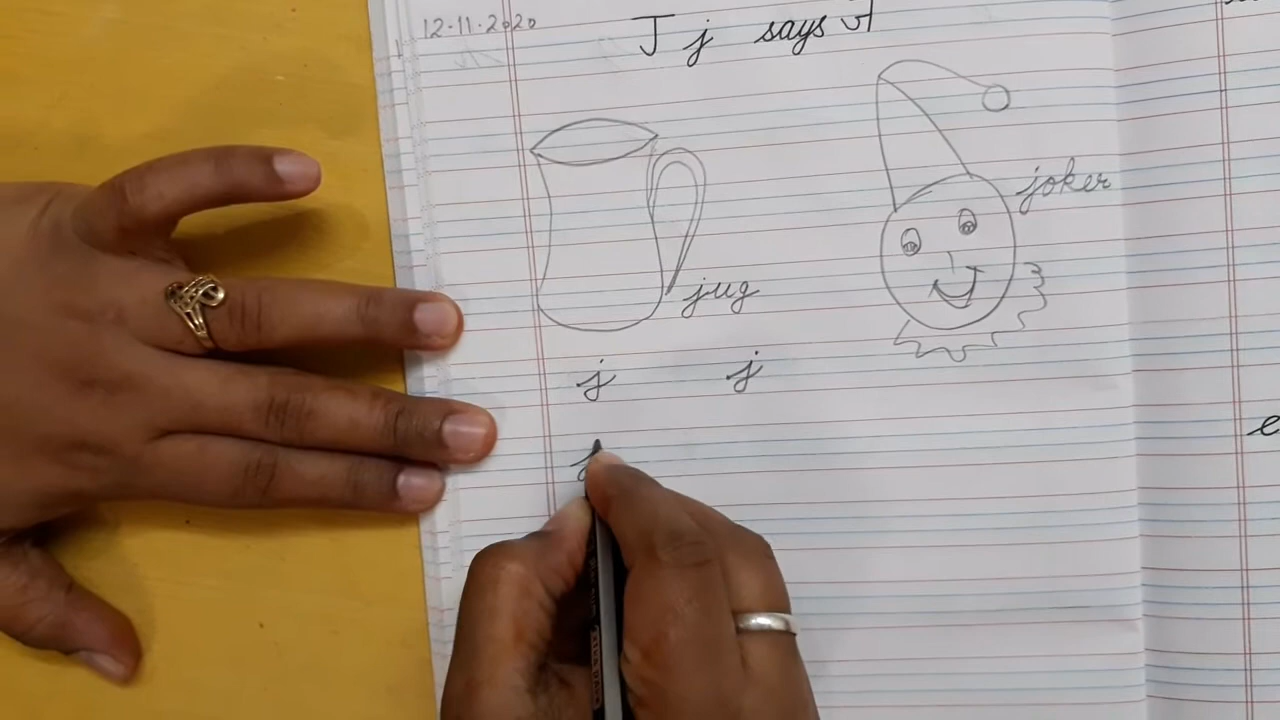 12-11-2020
J j says ज
joker
jug
j j
j